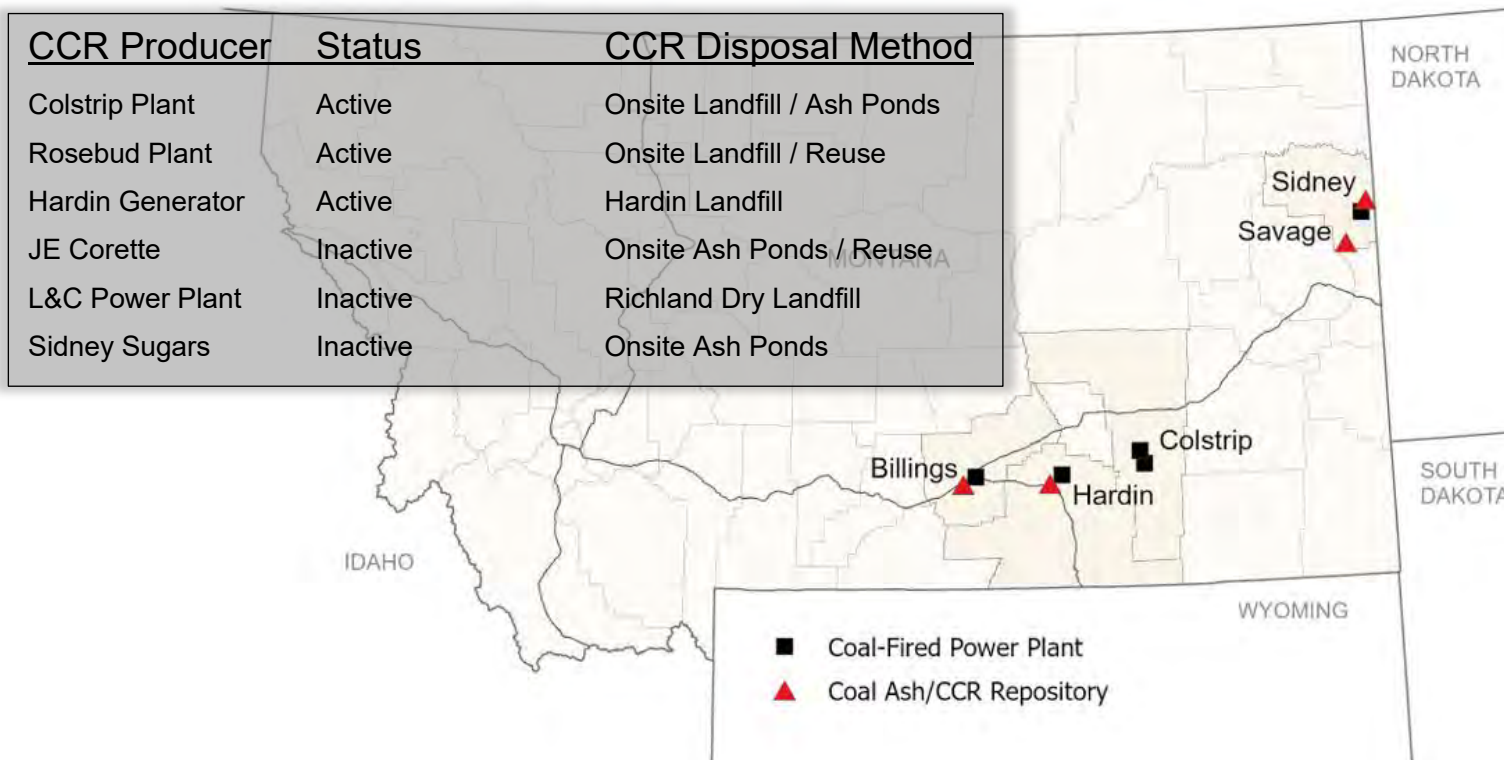 CCR Producer Status CCR Disposal Method
Colstrip Plant Active Onsite Landfill / Ash Ponds
Rosebud Plant Active Onsite Landfill / Reuse
Hardin Generator Active Hardin Landfill
JE Corette Inactive Onsite Ash Ponds / Reuse
L&C Power Plant Inactive Richland Dry Landfill
Sidney Sugars Inactive Onsite Ash Ponds
MONTANA
NORTH
DAKOTA
Sidney
Savage
Colstrip
Billings
Hardin
SOUTH
DAKOTA
IDAHO
WYOMING
Coal-Fired Power Plant
Coal Ash/CCR Repository